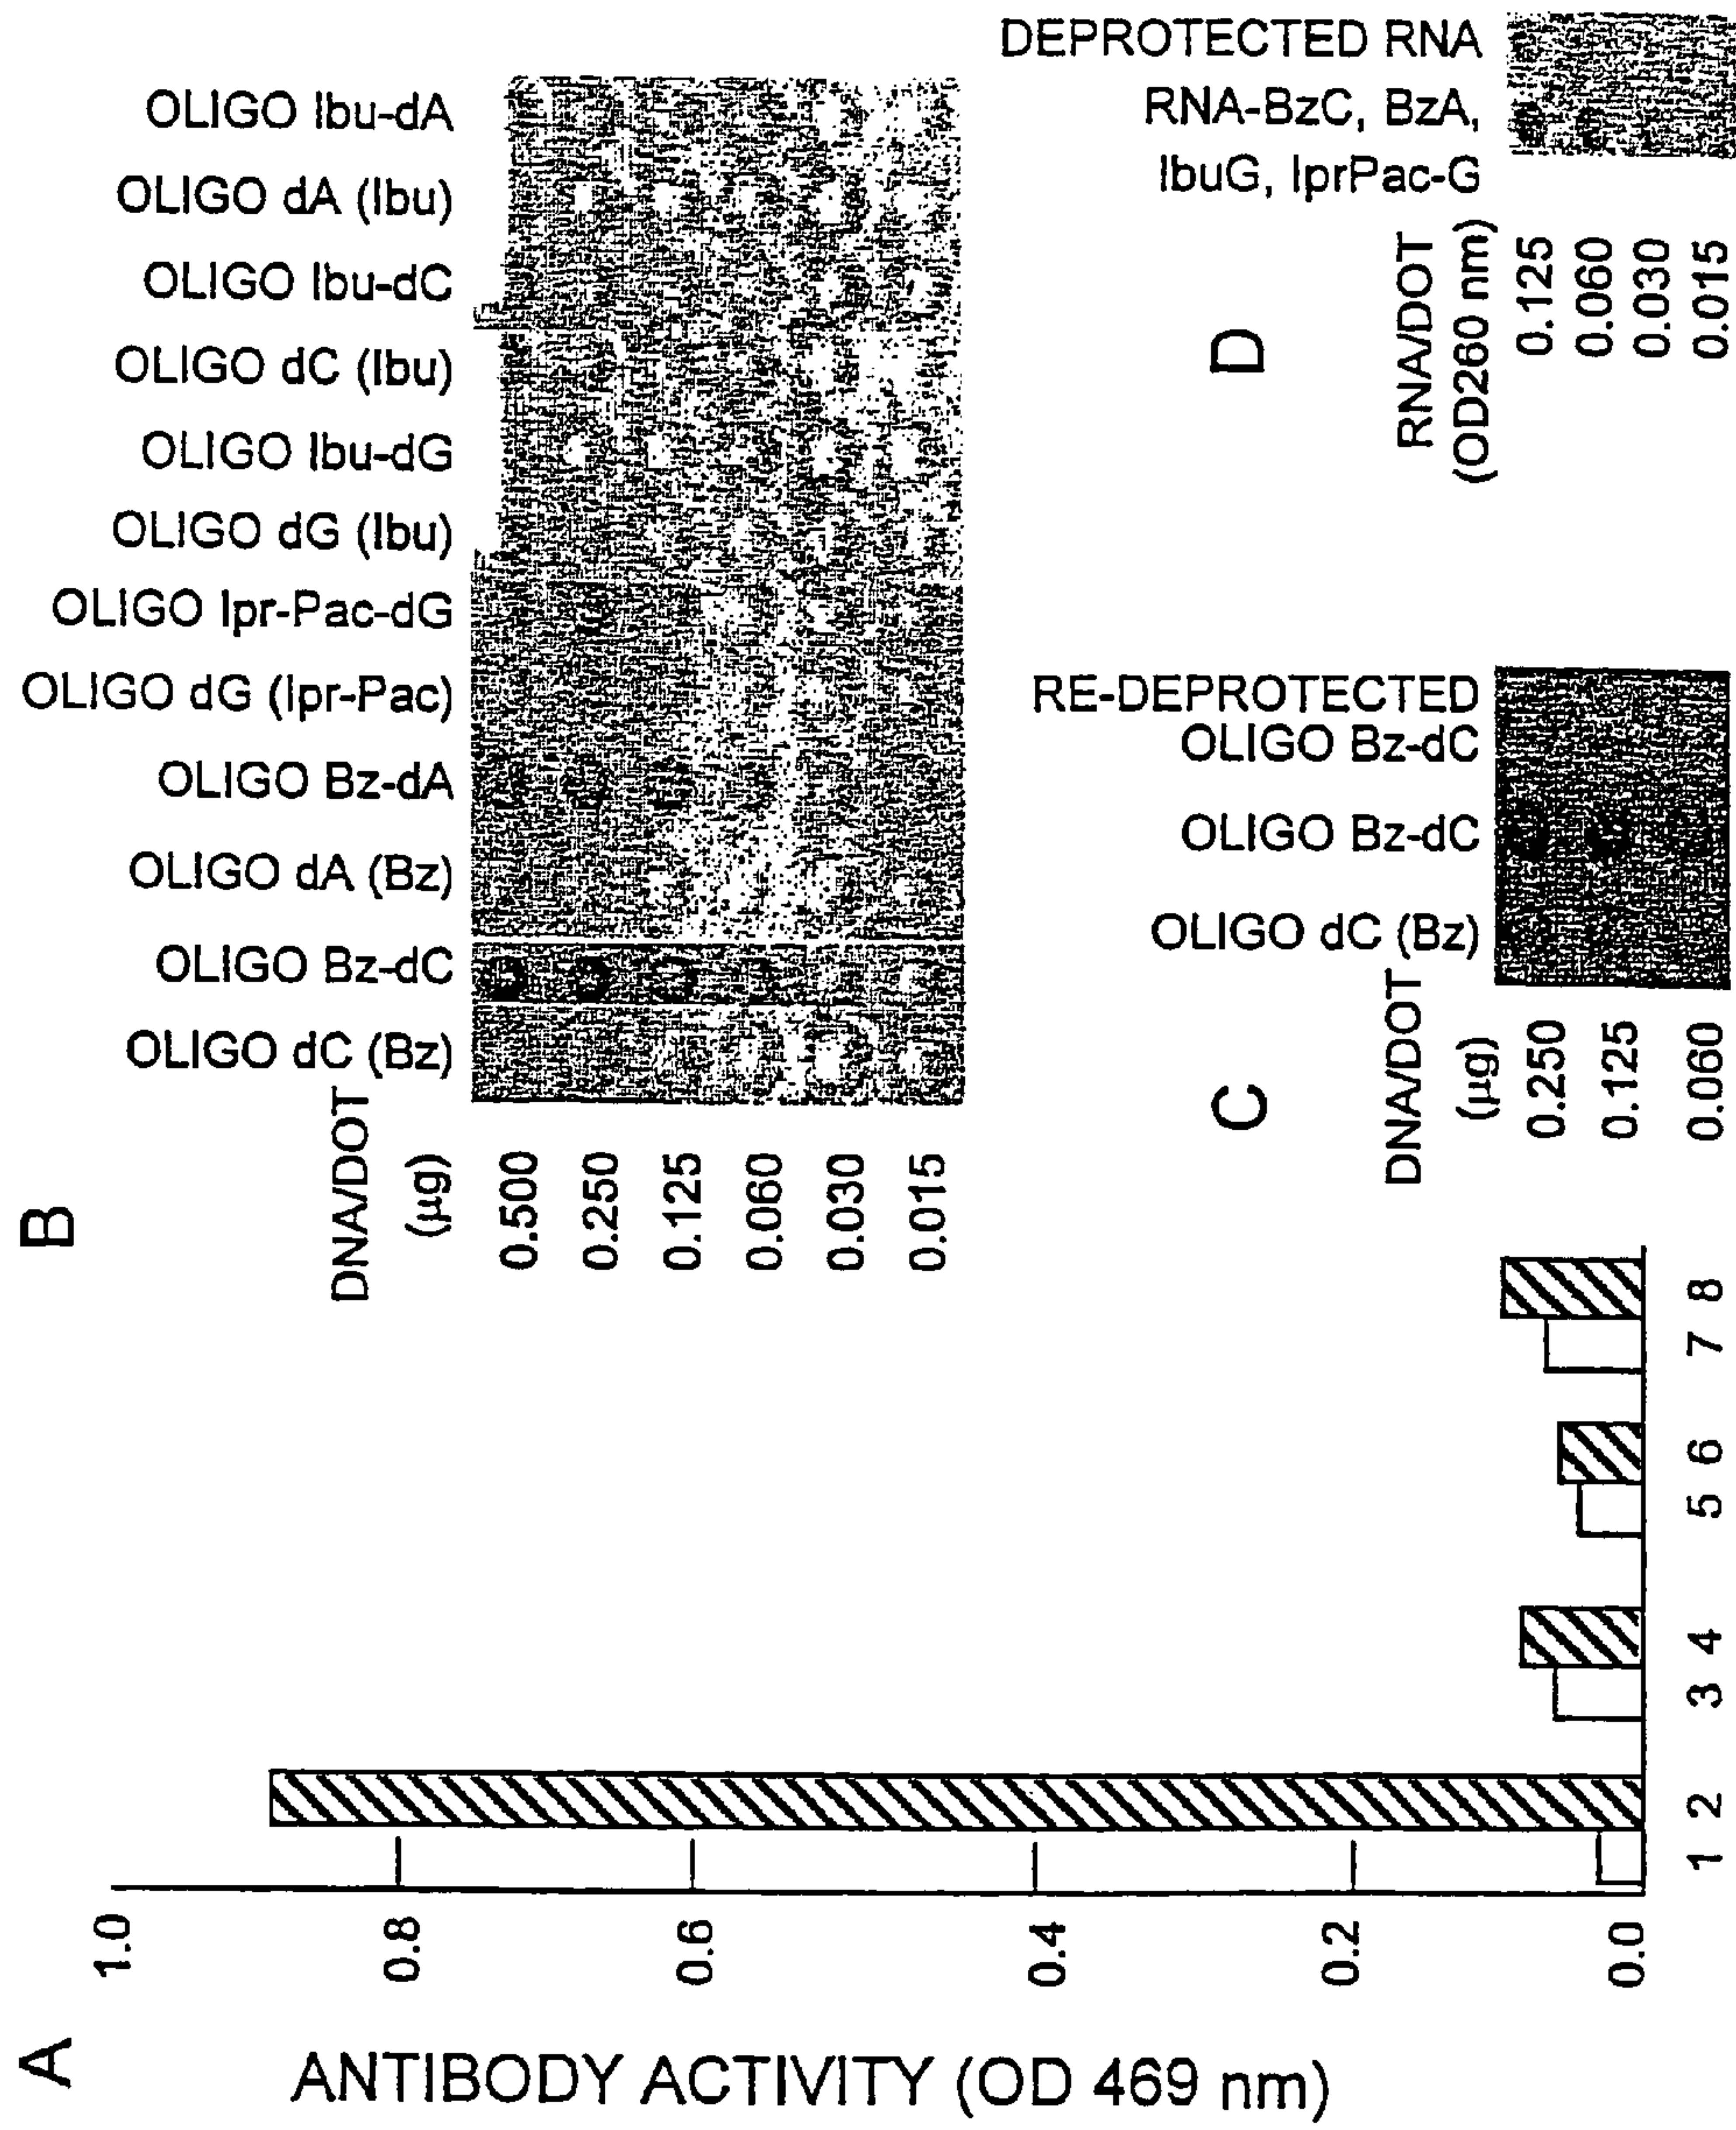 A
ANTIBODY ACTIVITY (OD 469 nm)
1.0
0.8
0.6
0.4
0.2
0.0
1 2 3 4 5 6 7 8
B
DNA/DOT
(µg)
0.500
0.250
0.125
0.060
0.030
0.015
OLIGO dC (Bz)
OLIGO Bz-dC
OLIGO dA (Bz)
OLIGO Bz-dA
OLIGO dG (Ipr-Pac)
OLIGO Ipr-Pac-dG
OLIGO dG (Ibu)
OLIGO Ibu-dG
OLIGO dC (Ibu)
OLIGO Ibu-dC
OLIGO dA (Ibu)
OLIGO Ibu-dA
C
DNA/DOT
(µg)
0.250
0.125
0.060
OLIGO dC (Bz)
OLIGO Bz-dC
RE-DEPROTECTED
OLIGO Bz-dC
D
RNA/DOT
(OD260 nm)
0.125
0.060
0.030
0.015
DEPROTECTED RNA
RNA-BzC, BzA,
IbuG, IprPac-G